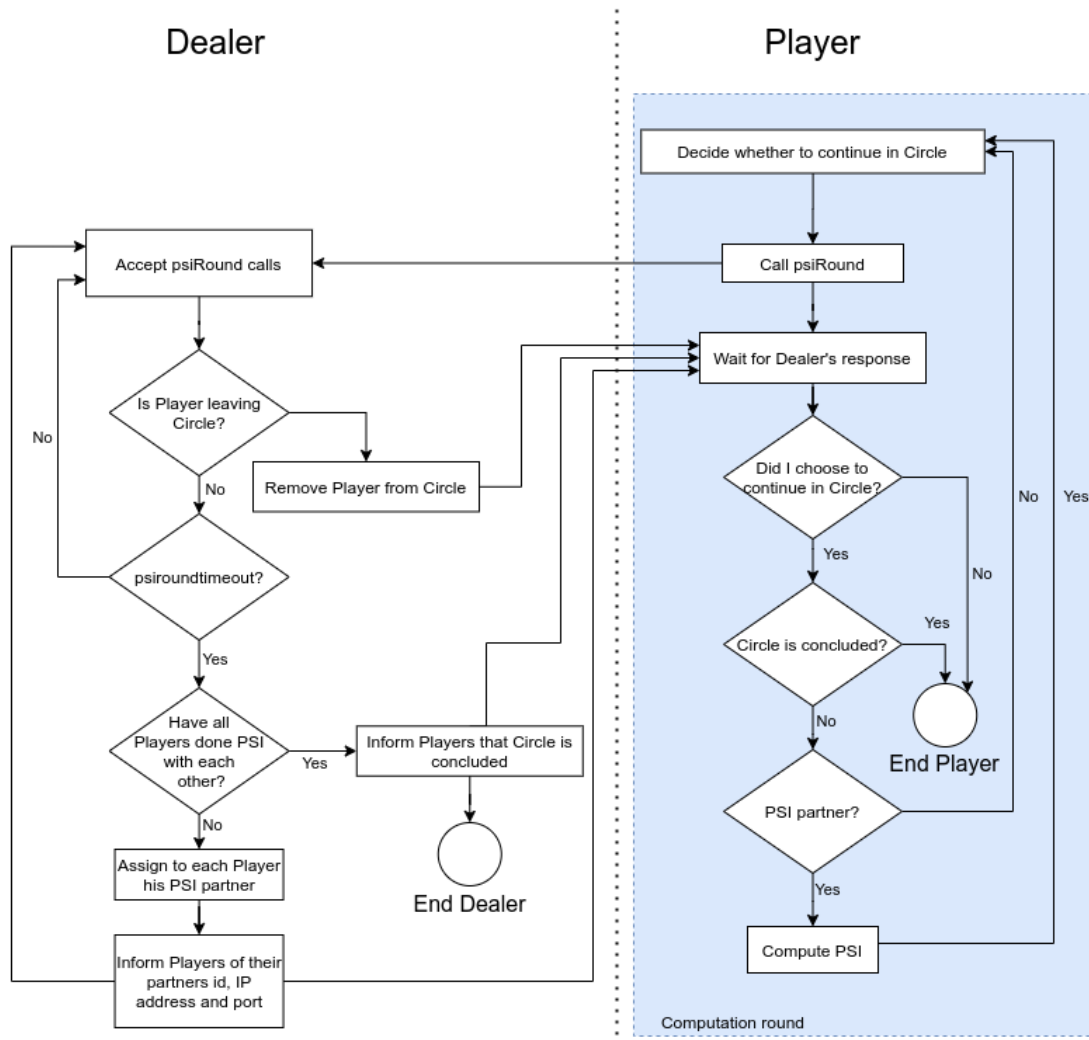 Dealer
Player
Decide whether to continue in Circle
Accept psiRound calls
Call psiRound
Wait for Dealer's response
Is Player leaving
Circle?
No
Remove Player from Circle
No
Did I choose to
continue in Circle?
No
Yes
Yes
No
psiroundtimeout?
Yes
Circle is concluded?
Yes
No
End Player
Have all
Players done PSI
with each
other?
Yes
Inform Players that Circle is
concluded
No
End Dealer
PSI partner?
Yes
Assign to each Player
his PSI partner
Inform Players of their
partners id, IP
address and port
Compute PSI
Computation round